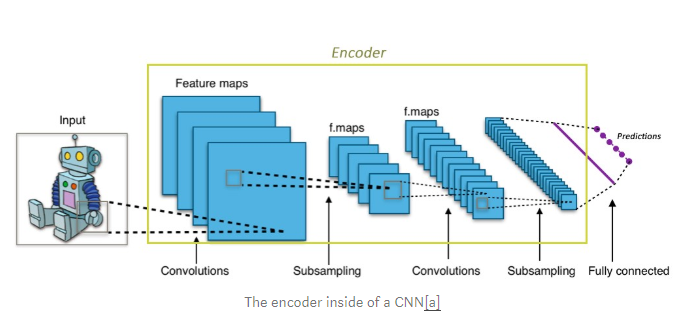 Encoder
Feature maps
Input
f.maps
f.maps
Predictions
Convolutions
Subsampling
Convolutions
Subsampling
Fully connected
The encoder inside of a CNN[a]